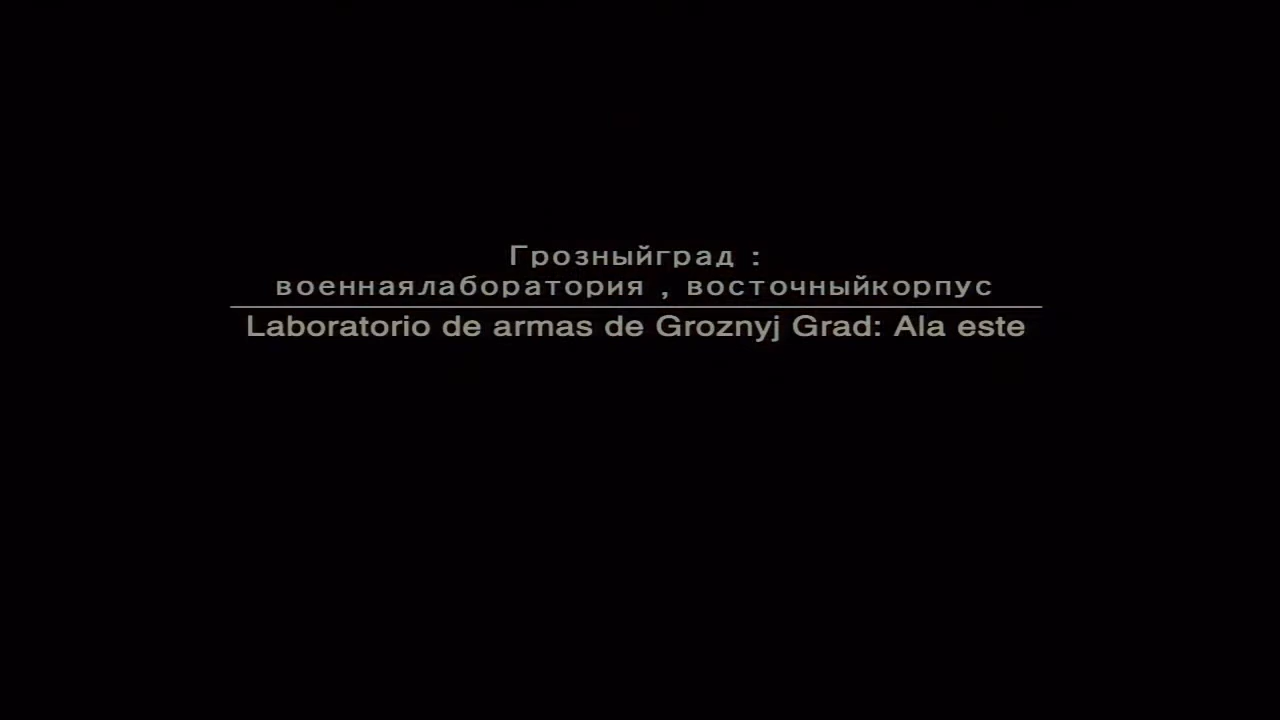 Грозныйград :
военнаялаборатория , восточныйкорпус
Laboratorio de armas de Groznyj Grad: Ala este